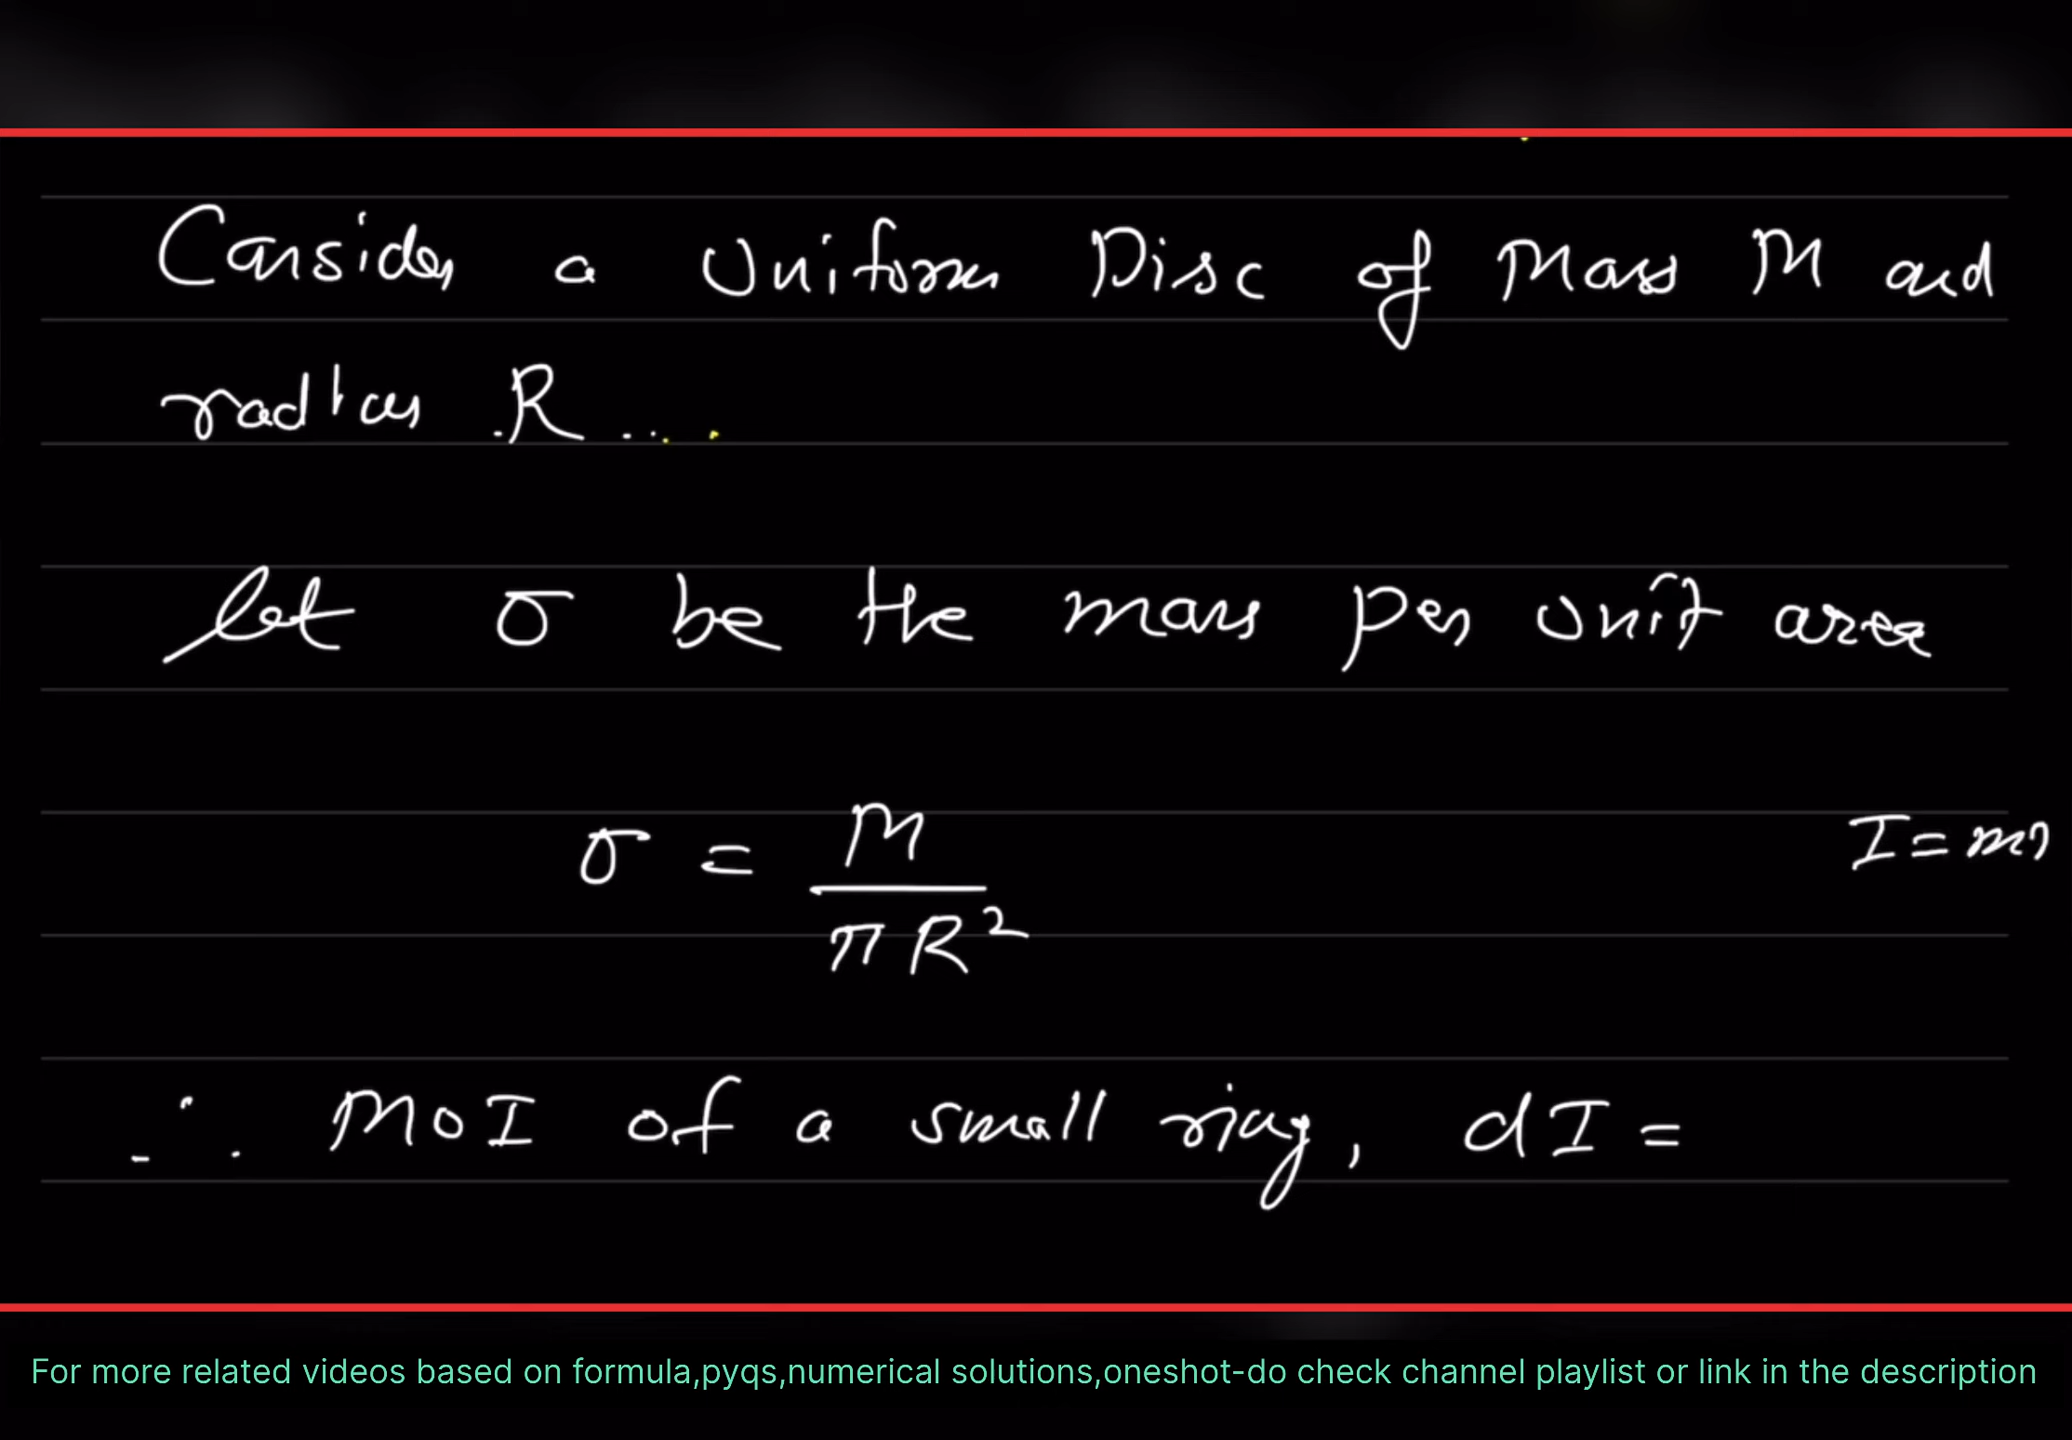 Consider a Uniform Disc of Mass M and
radius R ...
let σ be the mass per unit area
σ = M / πR²
I = mr
∴ MOI of a small ring, dI =
For more related videos based on formula,pyqs,numerical solutions,oneshot-do check channel playlist or link in the description